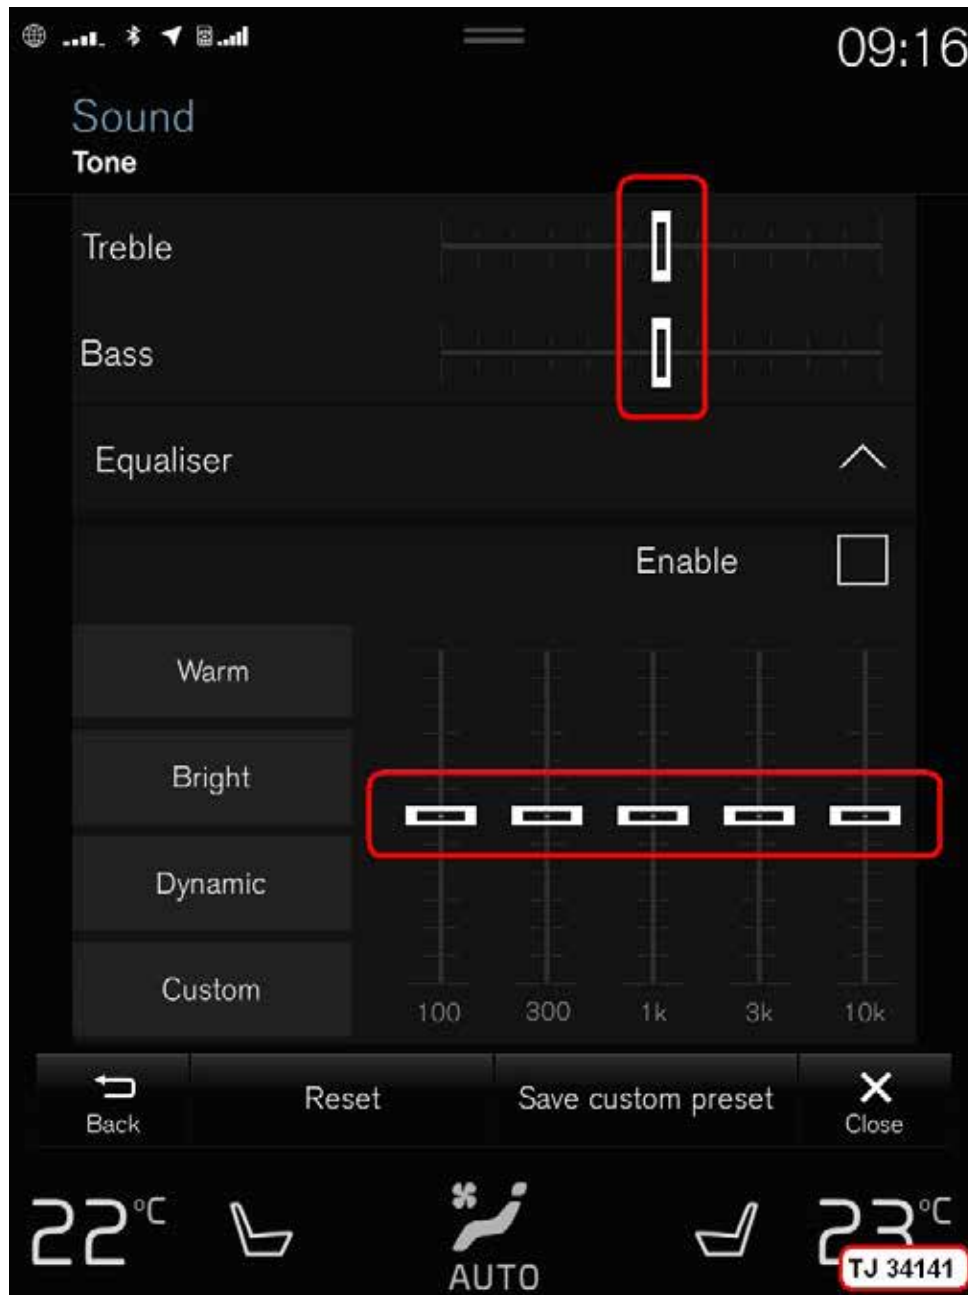 09:16
Sound
Tone
Treble
Bass
Equaliser
Enable
Warm
Bright
Dynamic
Custom
100 300 1k 3k 10k
Back
Reset
Save custom preset
Close
22°C
AUTO
23°C
TJ 34141